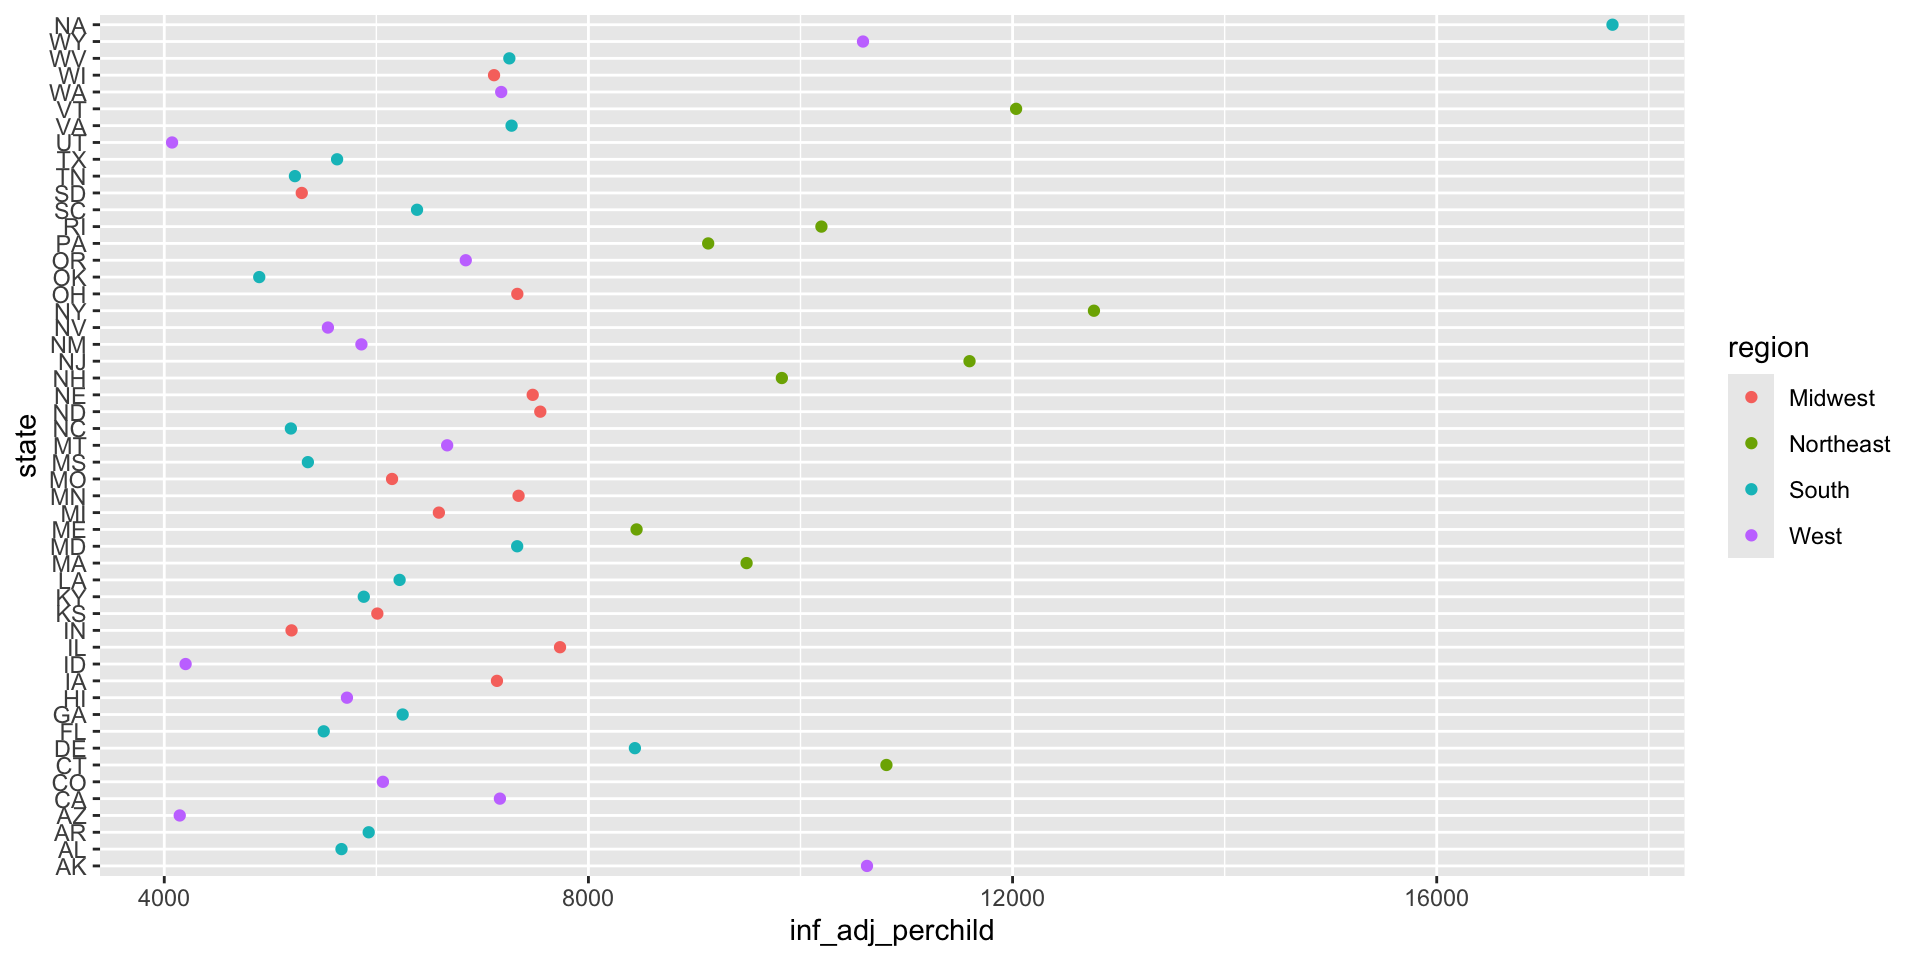 NA
WY
WV
WI
WA
VT
VA
UT
TX
TN
SD
SC
RI
PA
OR
OK
OH
NY
NV
NM
NJ
NH
NE
ND
NC
MT
MS
MO
MN
MI
ME
MD
MA
LA
KY
KS
IN
IL
ID
IA
HI
GA
FL
DE
CT
CO
CA
AZ
AR
AL
AK
state
4000 8000 12000 16000
inf_adj_perchild
region
Midwest
Northeast
South
West